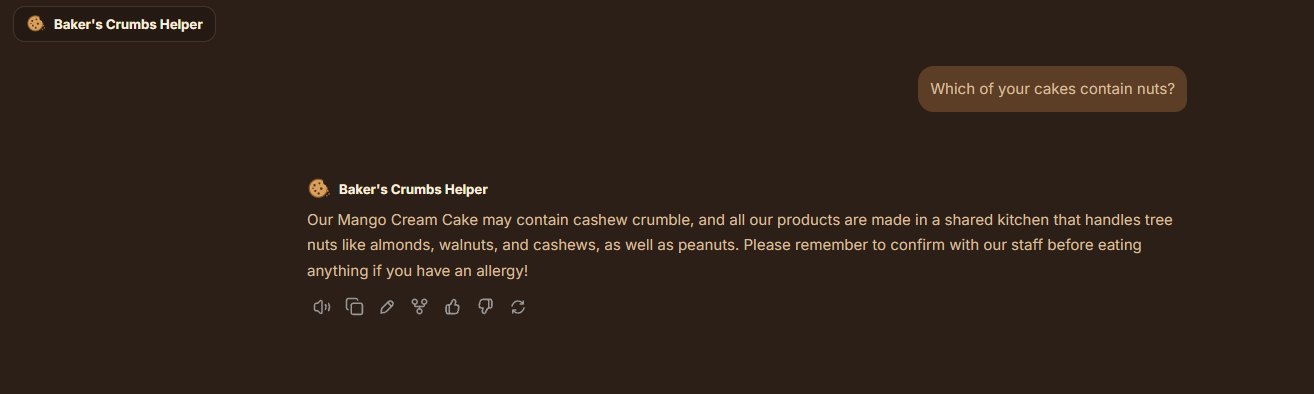 Baker's Crumbs Helper
Which of your cakes contain nuts?
Baker's Crumbs Helper
Our Mango Cream Cake may contain cashew crumble, and all our products are made in a shared kitchen that handles tree
nuts like almonds, walnuts, and cashews, as well as peanuts. Please remember to confirm with our staff before eating
anything if you have an allergy!